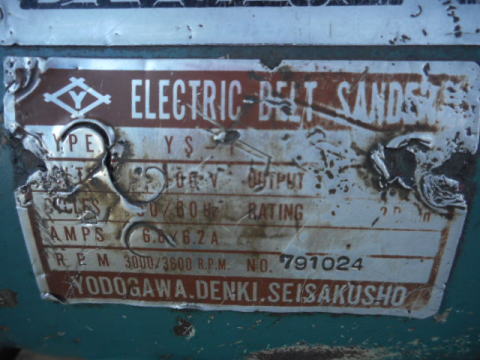 Y ELECTRIC BELT SANDER
TYPE YS
OUTPUT
CYCLES 50/60Hz RATING
AMPS 6.8/6.2A
R.P.M 3000/3600 R.P.M. NO. 791024
YODOGAWA.DENKI.SEISAKUSHO